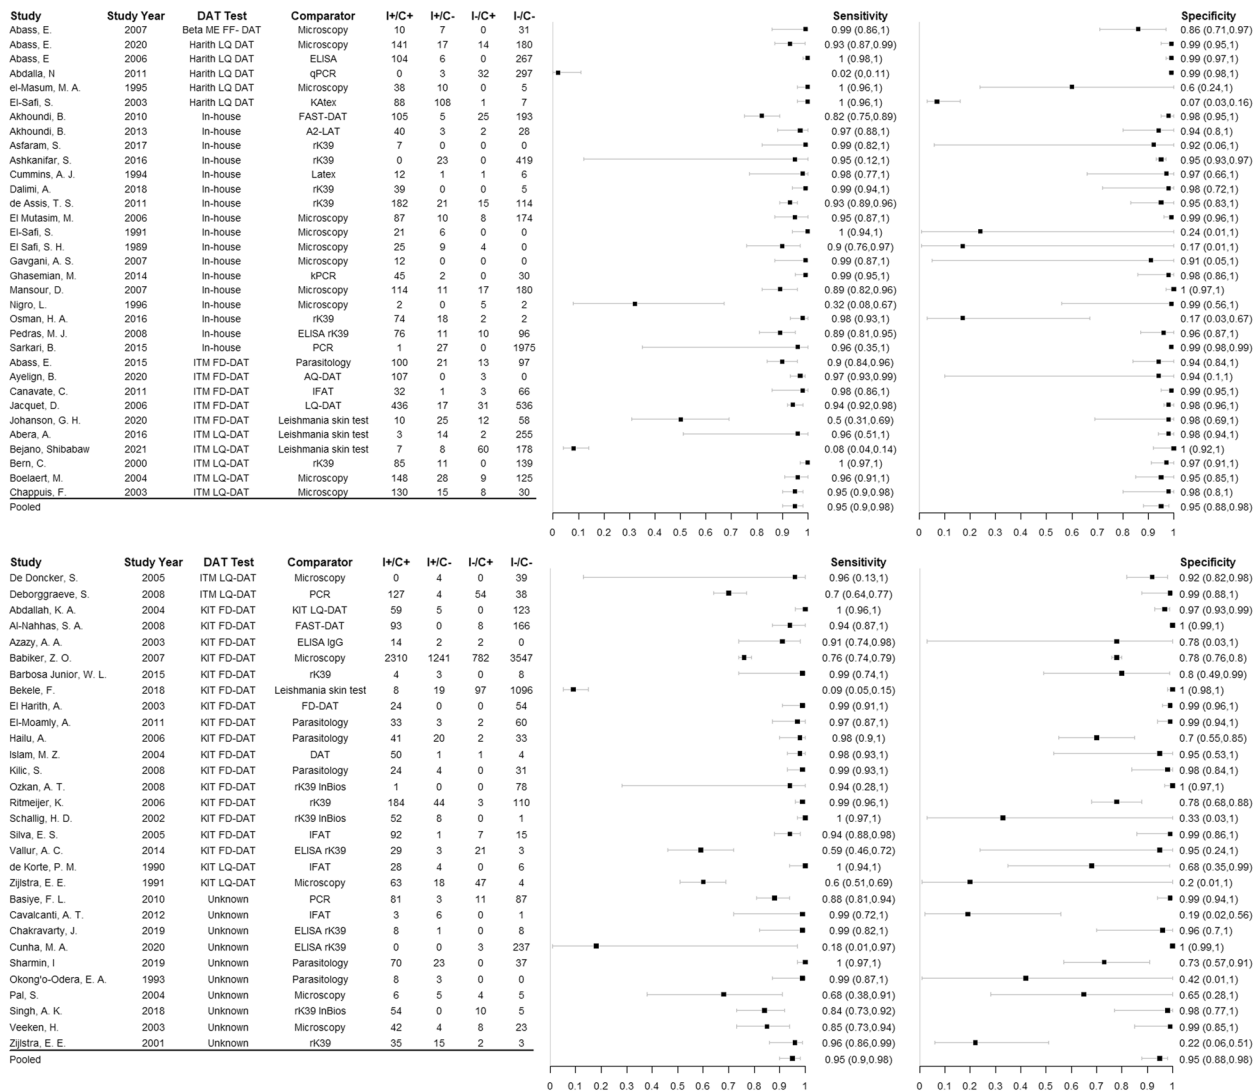 Study Study Year DAT Test Comparator I+/C+ I+/C- I-/C+ I-/C- Sensitivity Specificity
Abass, E. 2007 Beta ME FF- DAT Microscopy 10 7 0 31 0.99 (0.86,1) 0.86 (0.71,0.97)
Abass, E. 2020 Harith LQ DAT Microscopy 141 17 14 180 0.93 (0.87,0.99) 0.99 (0.95,1)
Abass, E 2006 Harith LQ DAT ELISA 104 6 0 267 1 (0.98,1) 0.99 (0.97,1)
Abdalla, N 2011 Harith LQ DAT qPCR 0 3 32 297 0.02 (0,0.11) 0.99 (0.98,1)
el-Masum, M. A. 1995 Harith LQ DAT Microscopy 38 10 0 5 1 (0.96,1) 0.6 (0.24,1)
El-Safi, S. 2003 Harith LQ DAT KAtex 88 108 1 7 1 (0.96,1) 0.07 (0.03,0.16)
Akhoundi, B. 2010 In-house FAST-DAT 105 5 25 193 0.82 (0.75,0.89) 0.98 (0.95,1)
Akhoundi, B. 2013 In-house A2-LAT 40 3 2 28 0.97 (0.88,1) 0.94 (0.8,1)
Asfaram, S. 2017 In-house rK39 7 0 0 0 0.99 (0.82,1) 0.92 (0.06,1)
Ashkanifar, S. 2016 In-house rK39 0 23 0 419 0.95 (0.12,1) 0.95 (0.93,0.97)
Cummins, A. J. 1994 In-house Latex 12 1 1 6 0.98 (0.77,1) 0.97 (0.66,1)
Dalimi, A. 2018 In-house rK39 39 0 0 5 0.99 (0.94,1) 0.98 (0.72,1)
de Assis, T. S. 2011 In-house rK39 182 21 15 114 0.93 (0.89,0.96) 0.95 (0.83,1)
El Mutasim, M. 2006 In-house Microscopy 87 10 8 174 0.95 (0.87,1) 0.99 (0.96,1)
El-Safi, S. 1991 In-house Microscopy 21 6 0 0 1 (0.94,1) 0.24 (0.01,1)
El Safi, S. H. 1989 In-house Microscopy 25 9 4 0 0.9 (0.76,0.97) 0.17 (0.01,1)
Gavgani, A. S. 2007 In-house Microscopy 12 0 0 0 0.99 (0.87,1) 0.91 (0.05,1)
Ghasemian, M. 2014 In-house kPCR 45 2 0 30 0.99 (0.95,1) 0.98 (0.86,1)
Mansour, D. 2007 In-house Microscopy 114 11 17 180 0.89 (0.82,0.96) 1 (0.97,1)
Nigro, L. 1996 In-house Microscopy 2 0 5 2 0.32 (0.08,0.67) 0.99 (0.56,1)
Osman, H. A. 2016 In-house rK39 74 18 2 2 0.98 (0.93,1) 0.17 (0.03,0.67)
Pedras, M. J. 2008 In-house ELISA rK39 76 11 10 96 0.89 (0.81,0.95) 0.96 (0.87,1)
Sarkari, B. 2015 In-house PCR 1 27 0 1975 0.96 (0.35,1) 0.99 (0.98,0.99)
Abass, E. 2015 ITM FD-DAT Parasitology 100 21 13 97 0.9 (0.84,0.96) 0.94 (0.84,1)
Ayelign, B. 2020 ITM FD-DAT AQ-DAT 107 0 3 0 0.97 (0.93,0.99) 0.94 (0.1,1)
Canavate, C. 2011 ITM FD-DAT IFAT 32 1 3 66 0.98 (0.86,1) 0.99 (0.95,1)
Jacquet, D. 2006 ITM FD-DAT LQ-DAT 436 17 31 536 0.94 (0.92,0.98) 0.98 (0.96,1)
Johanson, G. H. 2020 ITM FD-DAT Leishmania skin test 10 25 12 58 0.5 (0.31,0.69) 0.98 (0.69,1)
Abera, A. 2016 ITM LQ-DAT Leishmania skin test 3 14 2 255 0.96 (0.51,1) 0.98 (0.94,1)
Bejano, Shibabaw 2021 ITM LQ-DAT Leishmania skin test 7 8 60 178 0.08 (0.04,0.14) 1 (0.92,1)
Bern, C. 2000 ITM LQ-DAT rK39 85 11 0 139 1 (0.97,1) 0.97 (0.91,1)
Boelaert, M. 2004 ITM LQ-DAT Microscopy 148 28 9 125 0.96 (0.91,1) 0.95 (0.85,1)
Chappuis, F. 2003 ITM LQ-DAT Microscopy 130 15 8 30 0.95 (0.9,0.98) 0.98 (0.8,1)
Pooled 0.95 (0.9,0.98) 0.95 (0.88,0.98)
0 0.1 0.2 0.3 0.4 0.5 0.6 0.7 0.8 0.9 1 0 0.1 0.2 0.3 0.4 0.5 0.6 0.7 0.8 0.9 1
Study Study Year DAT Test Comparator I+/C+ I+/C- I-/C+ I-/C- Sensitivity Specificity
De Doncker, S. 2005 ITM LQ-DAT Microscopy 0 4 0 39 0.96 (0.13,1) 0.92 (0.82,0.98)
Deborggraeve, S. 2008 ITM LQ-DAT PCR 127 4 54 38 0.7 (0.64,0.77) 0.99 (0.88,1)
Abdallah, K. A. 2004 KIT FD-DAT KIT LQ-DAT 59 5 0 123 1 (0.96,1) 0.97 (0.93,0.99)
Al-Nahhas, S. A. 2008 KIT FD-DAT FAST-DAT 93 0 8 166 0.94 (0.87,1) 1 (0.99,1)
Azazy, A. A. 2003 KIT FD-DAT ELISA IgG 14 2 2 0 0.91 (0.74,0.98) 0.78 (0.03,1)
Babiker, Z. O. 2007 KIT FD-DAT Microscopy 2310 1241 782 3547 0.76 (0.74,0.79) 0.78 (0.76,0.8)
Barbosa Junior, W. L. 2015 KIT FD-DAT rK39 4 3 0 8 0.99 (0.74,1) 0.8 (0.49,0.99)
Bekele, F. 2018 KIT FD-DAT Leishmania skin test 8 19 97 1096 0.09 (0.05,0.15) 1 (0.98,1)
El Harith, A. 2003 KIT FD-DAT FD-DAT 24 0 0 54 0.99 (0.91,1) 0.99 (0.96,1)
El-Moamly, A. 2011 KIT FD-DAT Parasitology 33 3 2 60 0.97 (0.87,1) 0.99 (0.94,1)
Hailu, A. 2006 KIT FD-DAT Parasitology 41 20 2 33 0.98 (0.9,1) 0.7 (0.55,0.85)
Islam, M. Z. 2004 KIT FD-DAT DAT 50 1 1 4 0.98 (0.93,1) 0.95 (0.53,1)
Kilic, S. 2008 KIT FD-DAT Parasitology 24 4 0 31 0.99 (0.93,1) 0.98 (0.84,1)
Ozkan, A. T. 2008 KIT FD-DAT rK39 InBios 1 0 0 78 0.94 (0.28,1) 1 (0.97,1)
Ritmeijer, K. 2006 KIT FD-DAT rK39 184 44 3 110 0.99 (0.96,1) 0.78 (0.68,0.88)
Schallig, H. D. 2002 KIT FD-DAT rK39 InBios 52 8 0 1 1 (0.97,1) 0.33 (0.03,1)
Silva, E. S. 2005 KIT FD-DAT IFAT 92 1 7 15 0.94 (0.88,0.98) 0.99 (0.86,1)
Vallur, A. C. 2014 KIT FD-DAT ELISA rK39 29 3 21 3 0.59 (0.46,0.72) 0.95 (0.24,1)
de Korte, P. M. 1990 KIT LQ-DAT IFAT 28 4 0 6 1 (0.94,1) 0.68 (0.35,0.99)
Zijlstra, E. E. 1991 KIT LQ-DAT Microscopy 63 18 47 4 0.6 (0.51,0.69) 0.2 (0.01,1)
Basiye, F. L. 2010 Unknown PCR 81 3 11 87 0.88 (0.81,0.94) 0.99 (0.94,1)
Cavalcanti, A. T. 2012 Unknown IFAT 3 6 0 1 0.99 (0.72,1) 0.19 (0.02,0.56)
Chakravarty, J. 2019 Unknown ELISA rK39 8 1 0 8 0.99 (0.82,1) 0.96 (0.7,1)
Cunha, M. A. 2020 Unknown ELISA rK39 0 0 3 237 0.18 (0.01,0.97) 1 (0.99,1)
Sharmin, I 2019 Unknown Parasitology 70 23 0 37 1 (0.97,1) 0.73 (0.57,0.91)
Okong'o-Odera, E. A. 1993 Unknown Parasitology 8 3 0 0 0.99 (0.87,1) 0.42 (0.01,1)
Pal, S. 2004 Unknown Microscopy 6 5 4 5 0.68 (0.38,0.91) 0.65 (0.28,1)
Singh, A. K. 2018 Unknown rK39 InBios 54 0 10 5 0.84 (0.73,0.92) 0.98 (0.77,1)
Veeken, H. 2003 Unknown Microscopy 42 4 8 23 0.85 (0.73,0.94) 0.99 (0.85,1)
Zijlstra, E. E. 2001 Unknown rK39 35 15 2 3 0.96 (0.86,0.99) 0.22 (0.06,0.51)
Pooled 0.95 (0.9,0.98) 0.95 (0.88,0.98)
0 0.1 0.2 0.3 0.4 0.5 0.6 0.7 0.8 0.9 1 0 0.1 0.2 0.3 0.4 0.5 0.6 0.7 0.8 0.9 1